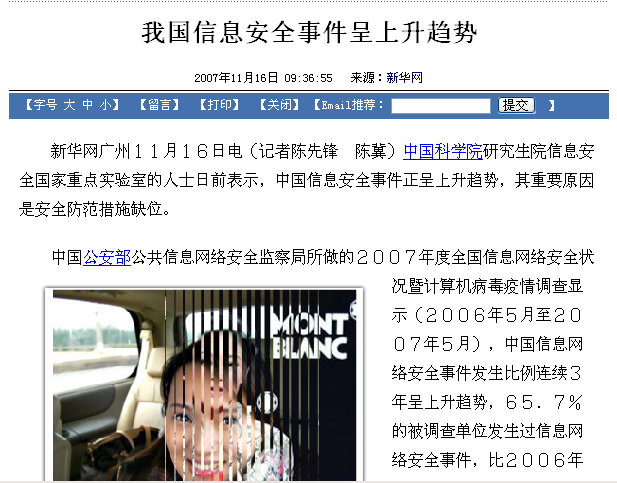 我国信息安全事件呈上升趋势
2007年11月16日 09:36:55 来源：新华网
【字号 大 中 小】 【留言】 【打印】 【关闭】 【Email推荐： 提交 】
新华网广州１１月１６日电（记者陈先锋　陈冀）中国科学院研究生院信息安
全国家重点实验室的人士日前表示，中国信息安全事件正呈上升趋势，其重要原因
是安全防范措施缺位。
中国公安部公共信息网络安全监察局所做的２００７年度全国信息网络安全状
况暨计算机病毒疫情调查显
示（２００６年５月至２０
０７年５月），中国信息网
络安全事件发生比例连续３
年呈上升趋势，６５．７％
的被调查单位发生过信息网
络安全事件，比２００６年
MONT
BLANC